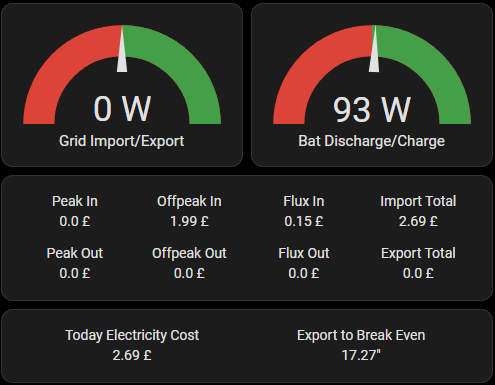 0 W
Grid Import/Export
93 W
Bat Discharge/Charge
Peak In Offpeak In Flux In Import Total
0.0 £ 1.99 £ 0.15 £ 2.69 £
Peak Out Offpeak Out Flux Out Export Total
0.0 £ 0.0 £ 0.0 £ 0.0 £
Today Electricity Cost Export to Break Even
2.69 £ 17.27"